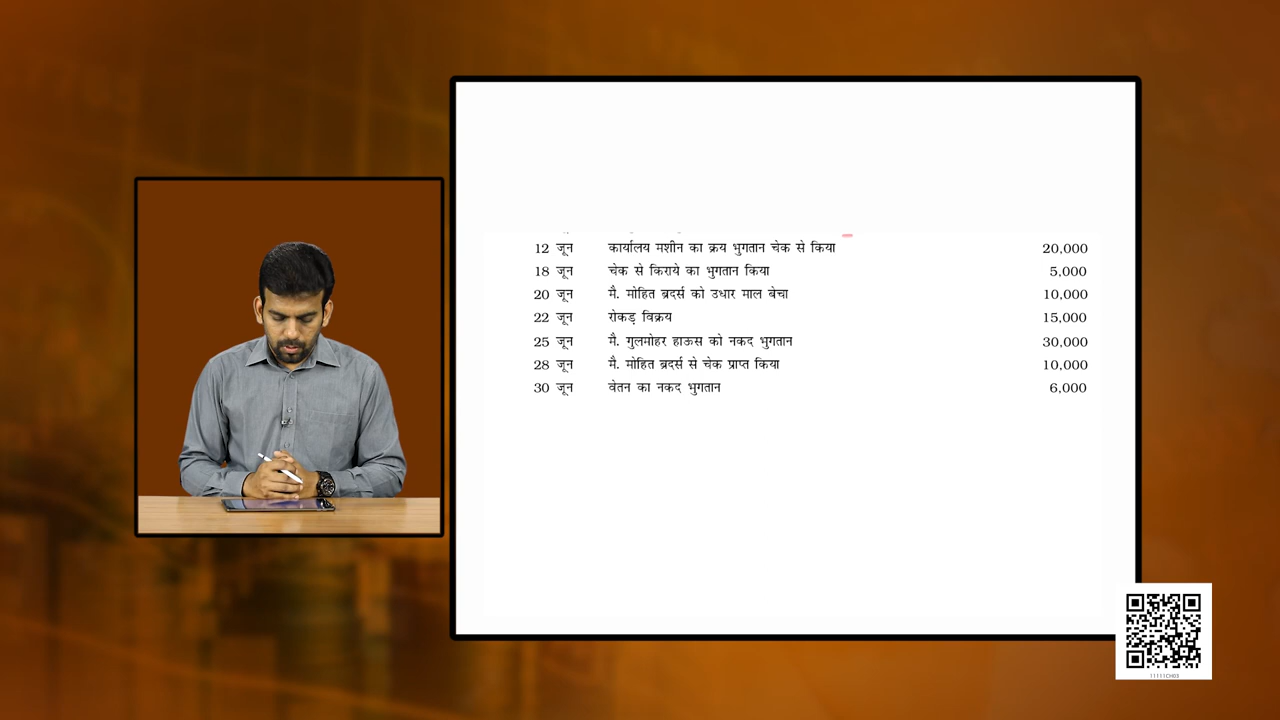 12 जून कार्यालय मशीन का क्रय भुगतान चेक से किया 20,000
18 जून चेक से किराये का भुगतान किया 5,000
20 जून मै. मोहित ब्रदर्स को उधार माल बेचा 10,000
22 जून रोकड़ विक्रय 15,000
25 जून मै. गुलमोहर हाऊस को नकद भुगतान 30,000
28 जून मै. मोहित ब्रदर्स से चेक प्राप्त किया 10,000
30 जून वेतन का नकद भुगतान 6,000
11111CH03